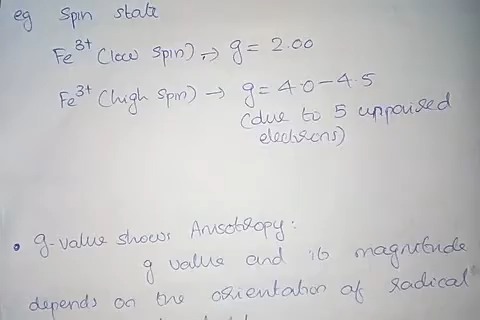 eg spin state
Fe3+ (low spin) → g = 2.00
Fe3+ (high spin) → g = 4.0-4.5
(due to 5 unpaired
electrons)
• g-value shows Anisotropy:
g value and its magnitude
depends on the orientation of radical